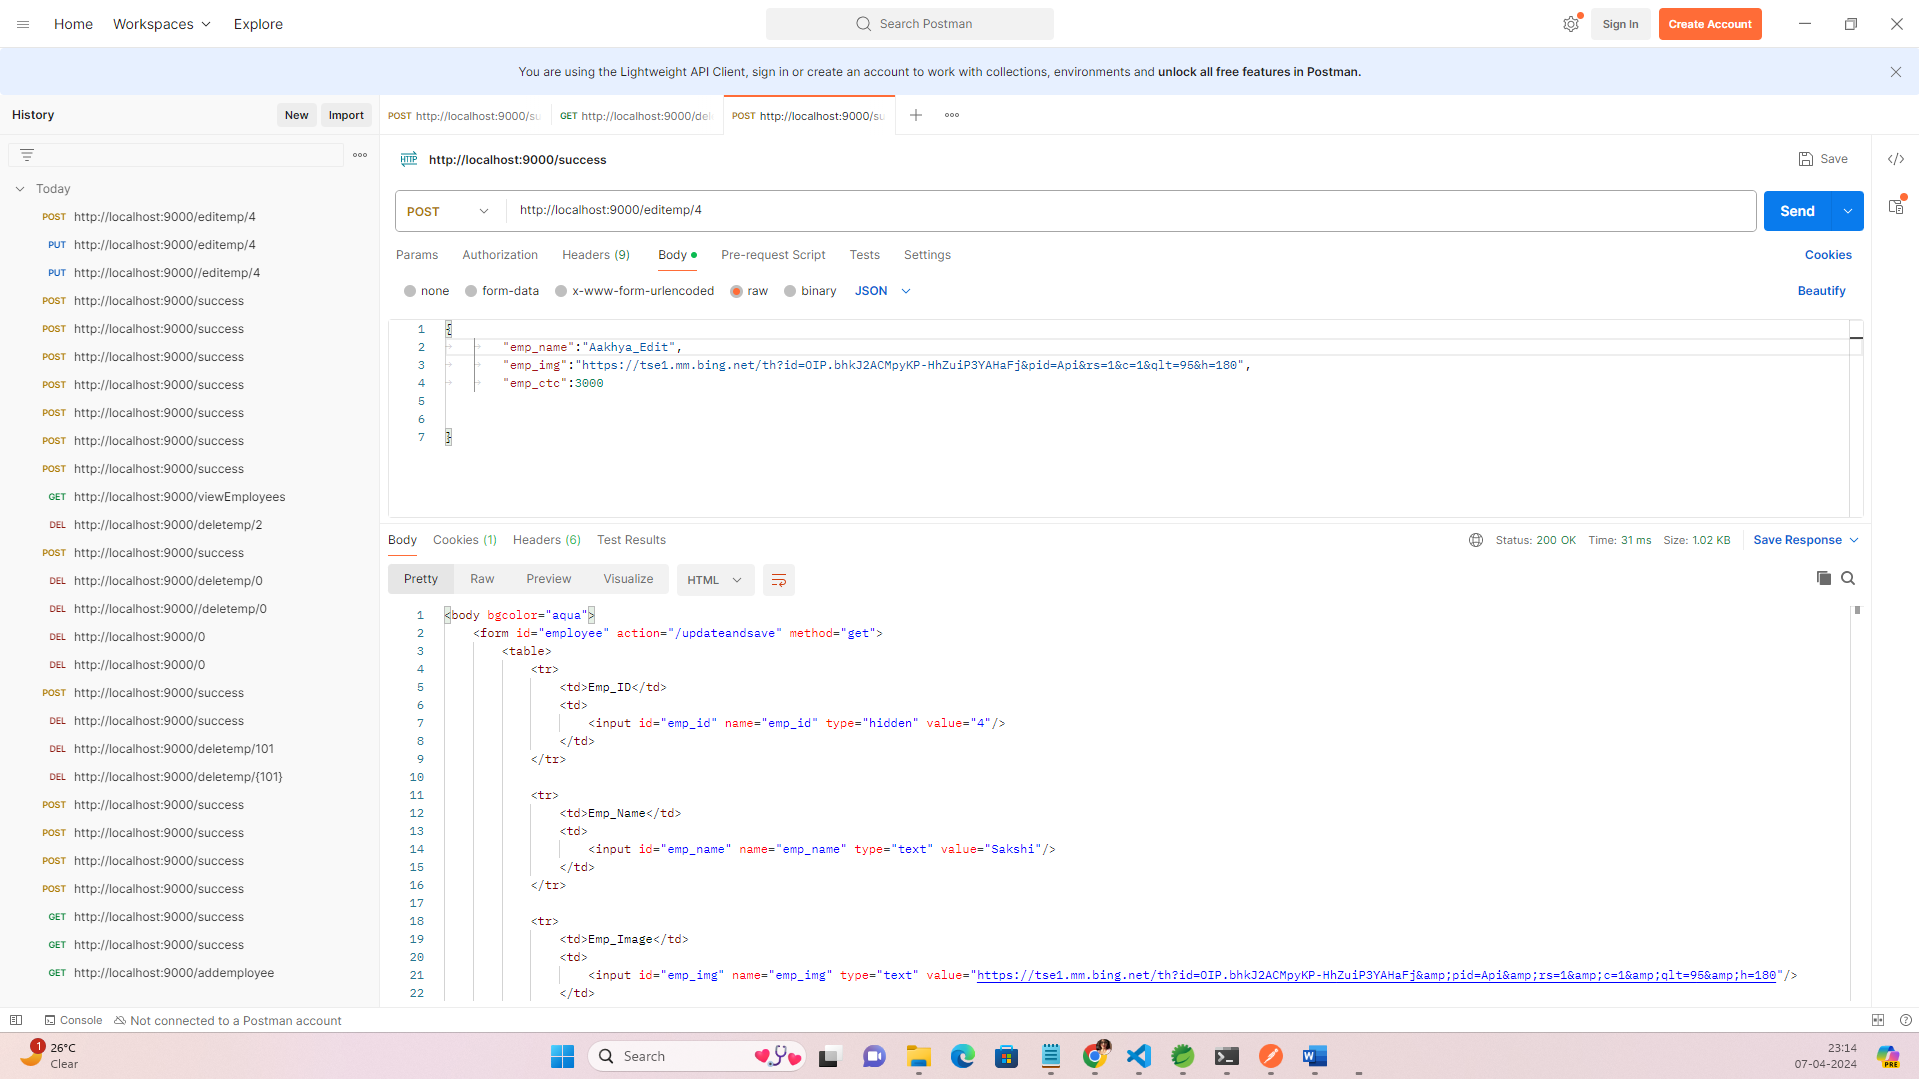 Home
Workspaces
Explore
Search Postman
Sign In
Create Account
You are using the Lightweight API Client, sign in or create an account to work with collections, environments and unlock all free features in Postman.
History
New
Import
POST http://localhost:9000/su
GET http://localhost:9000/del
POST http://localhost:9000/su
Today
POST http://localhost:9000/editemp/4
PUT http://localhost:9000/editemp/4
PUT http://localhost:9000//editemp/4
POST http://localhost:9000/success
POST http://localhost:9000/success
POST http://localhost:9000/success
POST http://localhost:9000/success
POST http://localhost:9000/success
POST http://localhost:9000/success
POST http://localhost:9000/success
GET http://localhost:9000/viewEmployees
DEL http://localhost:9000/deletemp/2
POST http://localhost:9000/success
DEL http://localhost:9000/deletemp/0
DEL http://localhost:9000//deletemp/0
DEL http://localhost:9000/0
DEL http://localhost:9000/0
POST http://localhost:9000/success
DEL http://localhost:9000/success
DEL http://localhost:9000/deletemp/101
DEL http://localhost:9000/deletemp/{101}
POST http://localhost:9000/success
POST http://localhost:9000/success
POST http://localhost:9000/success
POST http://localhost:9000/success
GET http://localhost:9000/success
GET http://localhost:9000/success
GET http://localhost:9000/addemployee
HTTP http://localhost:9000/success
Save
POST
http://localhost:9000/editemp/4
Send
Params
Authorization
Headers (9)
Body
Pre-request Script
Tests
Settings
Cookies
none
form-data
x-www-form-urlencoded
raw
binary
JSON
Beautify
1 {
2 "emp_name":"Aakhya_Edit",
3 "emp_img":"https://tse1.mm.bing.net/th?id=OIP.bhkJ2ACMpyKP-HhZuiP3YAHaFj&pid=Api&rs=1&c=1&qlt=95&h=180",
4 "emp_ctc":3000
5
6
7 }
Body
Cookies (1)
Headers (6)
Test Results
Status: 200 OK
Time: 31 ms
Size: 1.02 KB
Save Response
Pretty
Raw
Preview
Visualize
HTML
1 <body bgcolor="aqua">
2 <form id="employee" action="/updateandsave" method="get">
3 <table>
4 <tr>
5 <td>Emp_ID</td>
6 <td>
7 <input id="emp_id" name="emp_id" type="hidden" value="4"/>
8 </td>
9 </tr>
10
11 <tr>
12 <td>Emp_Name</td>
13 <td>
14 <input id="emp_name" name="emp_name" type="text" value="Sakshi"/>
15 </td>
16 </tr>
17
18 <tr>
19 <td>Emp_Image</td>
20 <td>
21 <input id="emp_img" name="emp_img" type="text" value="https://tse1.mm.bing.net/th?id=OIP.bhkJ2ACMpyKP-HhZuiP3YAHaFj&amp;pid=Api&amp;rs=1&amp;c=1&amp;qlt=95&amp;h=180"/>
22 </td>
Console
Not connected to a Postman account
1
26°C
Clear
Search
23:14
07-04-2024
PRE